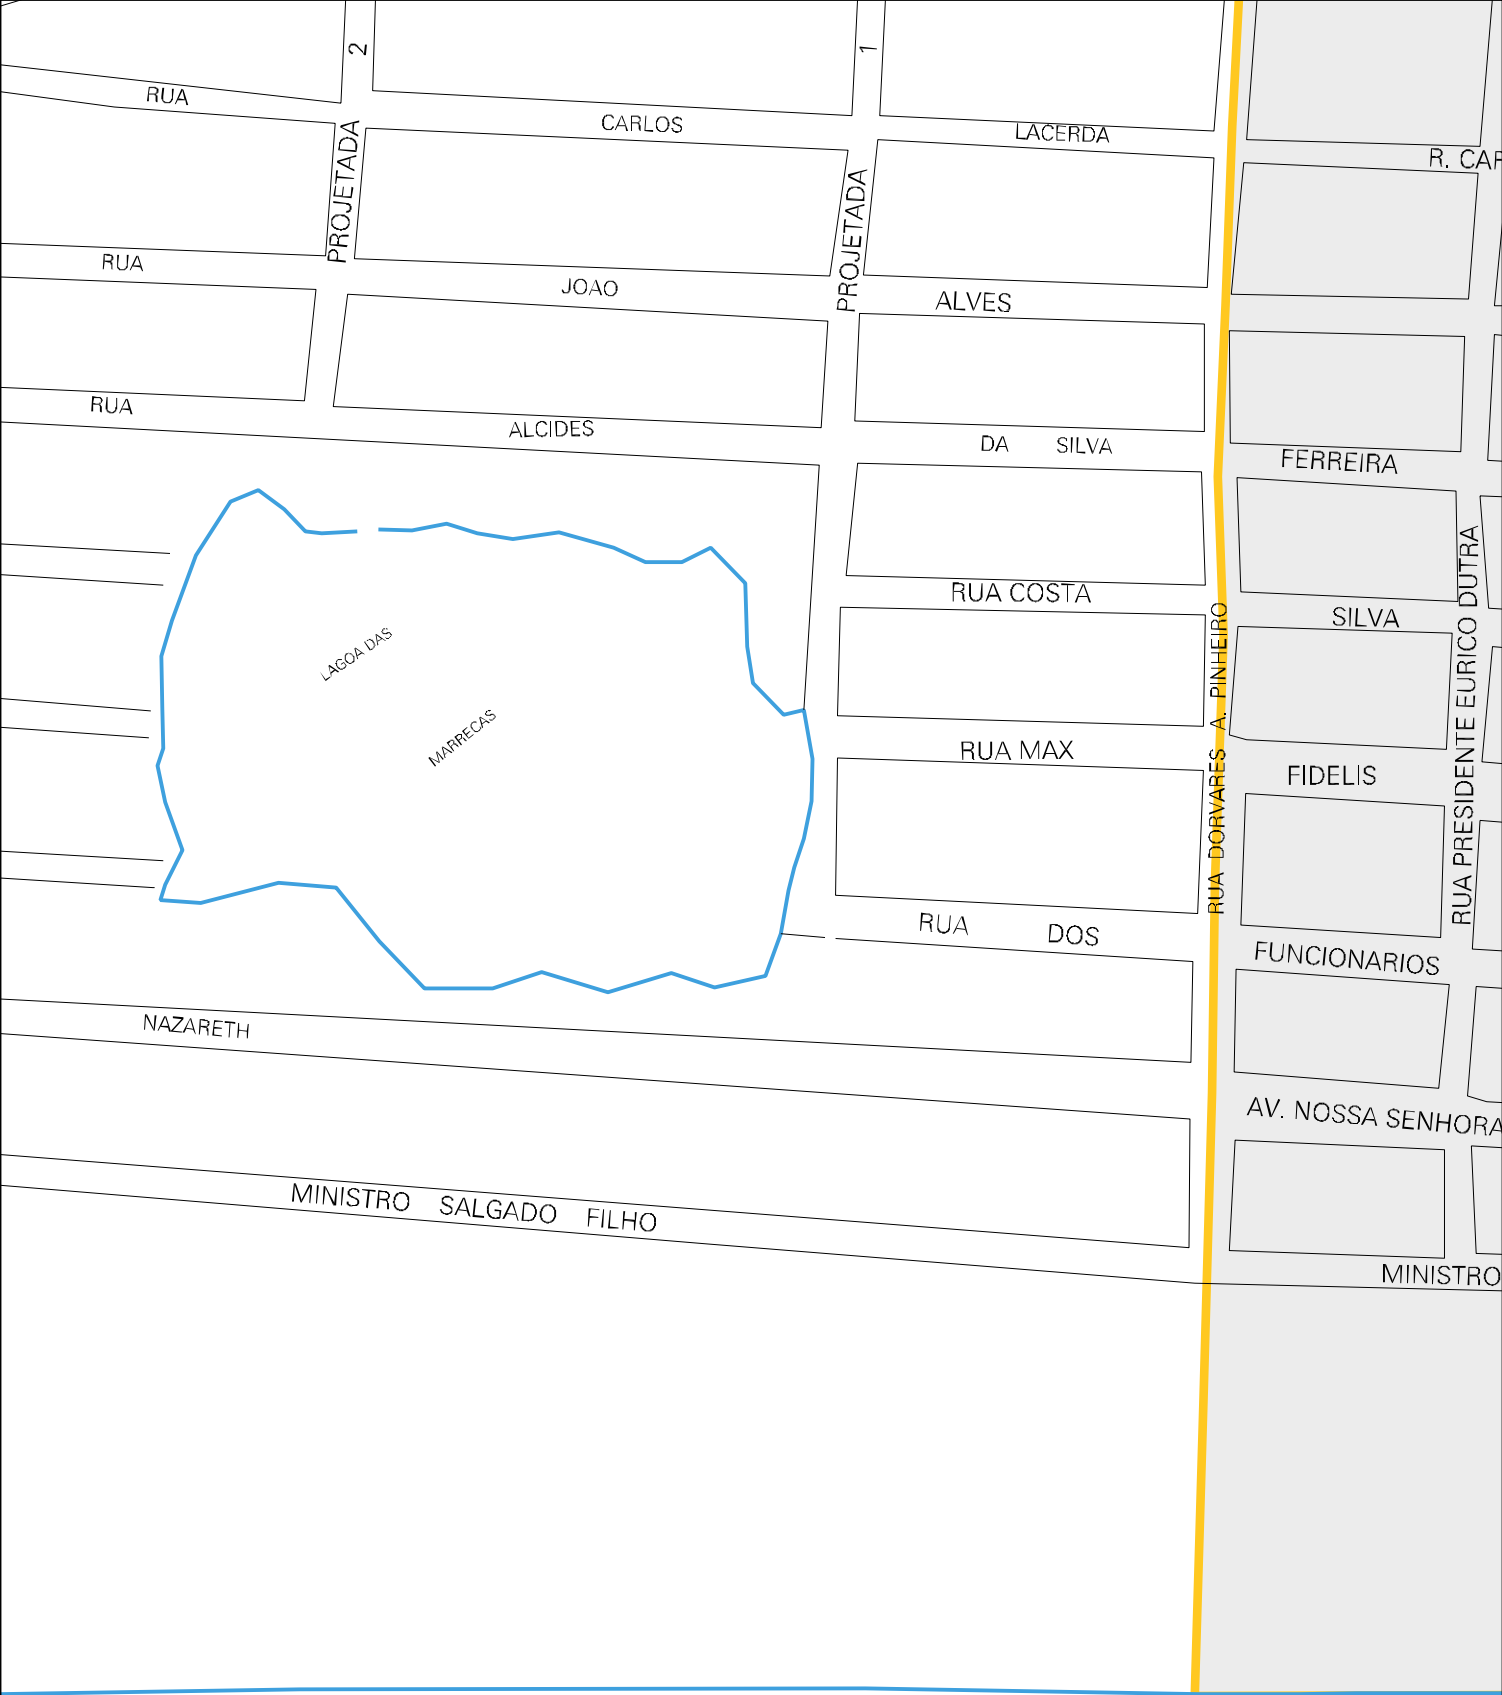 2
1
RUA CARLOS LACERDA
R. CAR
PROJETADA
PROJETADA
RUA JOAO ALVES
RUA ALCIDES DA SILVA
FERREIRA
RUA COSTA
SILVA
LAGOA DAS
MARRECAS
RUA DORVARES A. PINHEIRO
RUA PRESIDENTE EURICO DUTRA
RUA MAX
FIDELIS
RUA DOS
FUNCIONARIOS
NAZARETH
AV. NOSSA SENHORA
MINISTRO SALGADO FILHO
MINISTRO